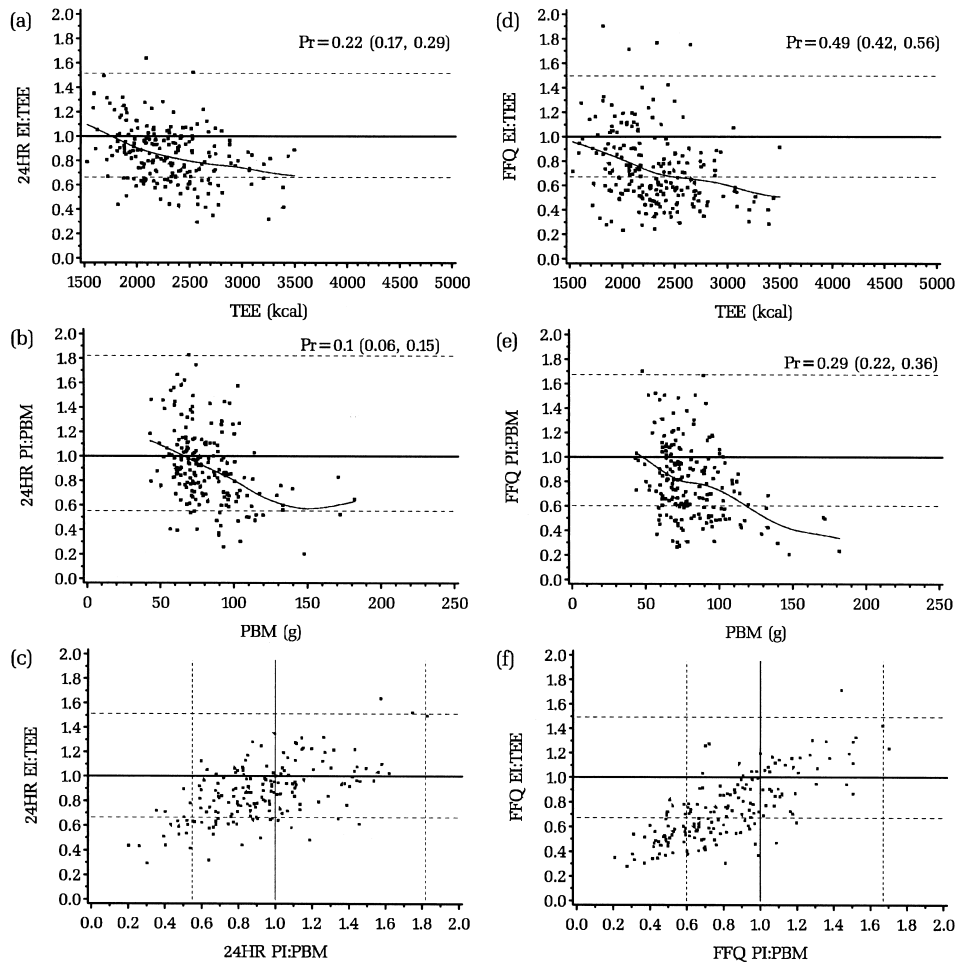 (a)
2.0
1.8
1.6
1.4
1.2
1.0
0.8
0.6
0.4
0.2
0.0
24HR EI:TEE
Pr=0.22 (0.17, 0.29)
1500 2000 2500 3000 3500 4000 4500 5000
TEE (kcal)
(d)
2.0
1.8
1.6
1.4
1.2
1.0
0.8
0.6
0.4
0.2
0.0
FFQ EI:TEE
Pr=0.49 (0.42, 0.56)
1500 2000 2500 3000 3500 4000 4500 5000
TEE (kcal)
(b)
2.0
1.8
1.6
1.4
1.2
1.0
0.8
0.6
0.4
0.2
0.0
24HR PI:PBM
Pr=0.1 (0.06, 0.15)
0 50 100 150 200 250
PBM (g)
(e)
2.0
1.8
1.6
1.4
1.2
1.0
0.8
0.6
0.4
0.2
0.0
FFQ PI:PBM
Pr=0.29 (0.22, 0.36)
0 50 100 150 200 250
PBM (g)
(c)
2.0
1.8
1.6
1.4
1.2
1.0
0.8
0.6
0.4
0.2
0.0
24HR EI:TEE
0.0 0.2 0.4 0.6 0.8 1.0 1.2 1.4 1.6 1.8 2.0
24HR PI:PBM
(f)
2.0
1.8
1.6
1.4
1.2
1.0
0.8
0.6
0.4
0.2
0.0
FFQ EI:TEE
0.0 0.2 0.4 0.6 0.8 1.0 1.2 1.4 1.6 1.8 2.0
FFQ PI:PBM